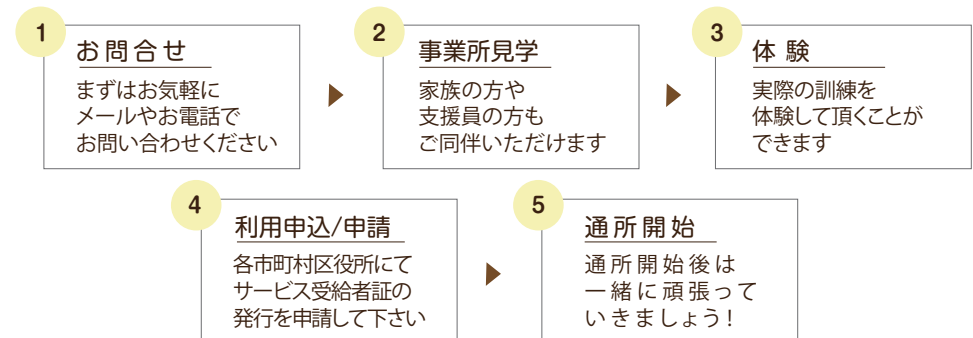 1
お問合せ
まずはお気軽に
メールやお電話で
お問い合わせください
2
事業所見学
家族の方や
支援員の方も
ご同伴いただけます
3
体験
実際の訓練を
体験して頂くことが
できます
4
利用申込/申請
各市町村区役所にて
サービス受給者証の
発行を申請して下さい
5
通所開始
通所開始後は
一緒に頑張って
いきましょう!